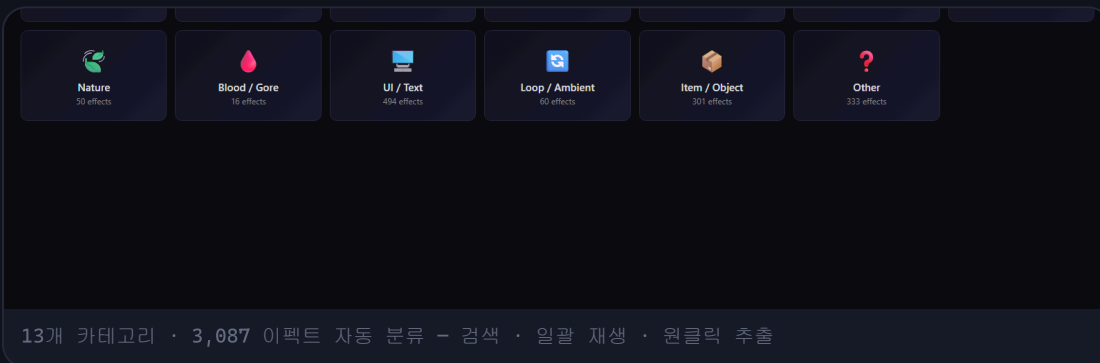 Nature
50 effects
Blood / Gore
16 effects
UI / Text
494 effects
Loop / Ambient
60 effects
Item / Object
301 effects
Other
333 effects
13개 카테고리 · 3,087 이펙트 자동 분류 — 검색 · 일괄 재생 · 원클릭 추출